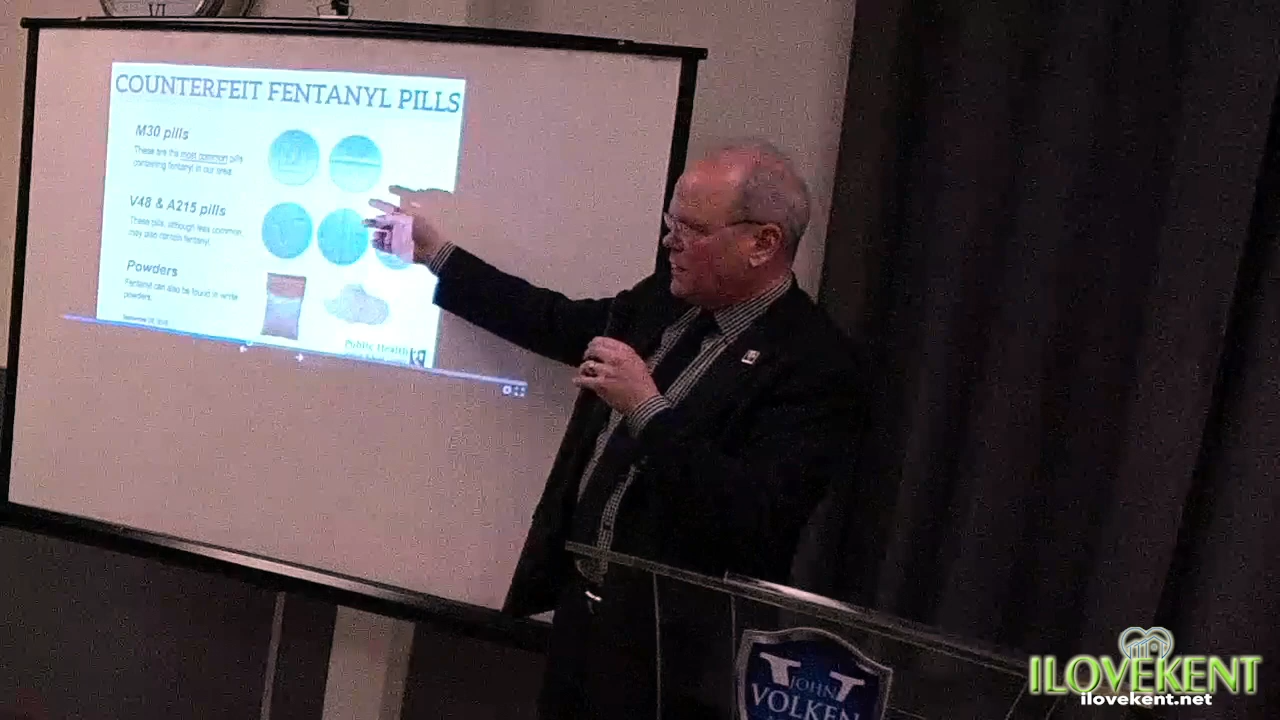 VI
COUNTERFEIT FENTANYL PILLS
M30 pills
These are the most common pills
containing fentanyl in our area.
V48 & A215 pills
These pills, although less common,
may also contain fentanyl.
Powders
Fentanyl can also be found in white
powders.
Public Health
JOHN
VOLKEN
ILOVEKENT
ilovekent.net